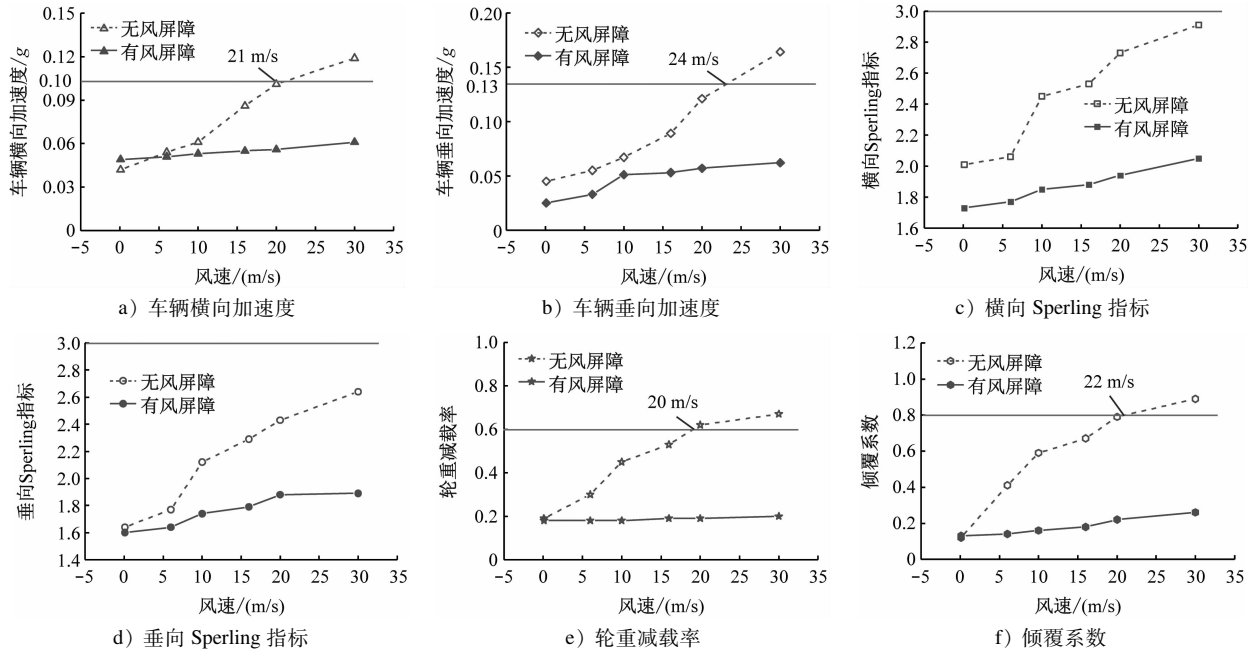 0.15
0.12
0.10
0.09
0.06
0.03
0
车辆横向加速度/g
无风屏障
有风屏障
21 m/s
−5 0 5 10 15 20 25 30 35
风速/(m/s)
a）车辆横向加速度
0.20
0.15
0.13
0.10
0.05
0
车辆垂向加速度/g
无风屏障
有风屏障
24 m/s
−5 0 5 10 15 20 25 30 35
风速/(m/s)
b）车辆垂向加速度
3.0
2.8
2.6
2.4
2.2
2.0
1.8
1.6
横向Sperling指标
无风屏障
有风屏障
−5 0 5 10 15 20 25 30 35
风速/(m/s)
c）横向 Sperling 指标
3.0
2.8
2.6
2.4
2.2
2.0
1.8
1.6
1.4
垂向Sperling指标
无风屏障
有风屏障
−5 0 5 10 15 20 25 30 35
风速/(m/s)
d）垂向 Sperling 指标
1.0
0.8
0.6
0.4
0.2
0
轮重减载率
无风屏障
有风屏障
20 m/s
−5 0 5 10 15 20 25 30 35
风速/(m/s)
e）轮重减载率
1.2
1.0
0.8
0.6
0.4
0.2
0
倾覆系数
无风屏障
有风屏障
22 m/s
−5 0 5 10 15 20 25 30 35
风速/(m/s)
f）倾覆系数